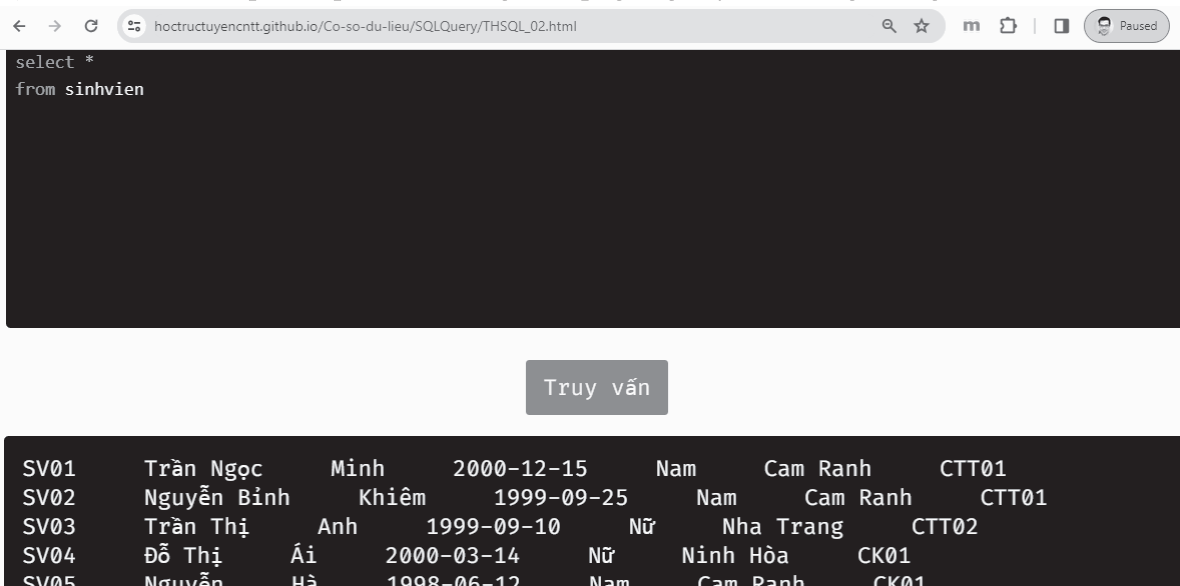 hoctructuyencntt.github.io/Co-so-du-lieu/SQLQuery/THSQL_02.html
Paused
select *
from sinhvien
Truy vấn
SV01 Trần Ngọc Minh 2000-12-15 Nam Cam Ranh CTT01
SV02 Nguyễn Bỉnh Khiêm 1999-09-25 Nam Cam Ranh CTT01
SV03 Trần Thị Anh 1999-09-10 Nữ Nha Trang CTT02
SV04 Đỗ Thị Ái 2000-03-14 Nữ Ninh Hòa CK01
SV05 Nguyễn Hà 1998-06-12 Nam Cam Ranh CK01